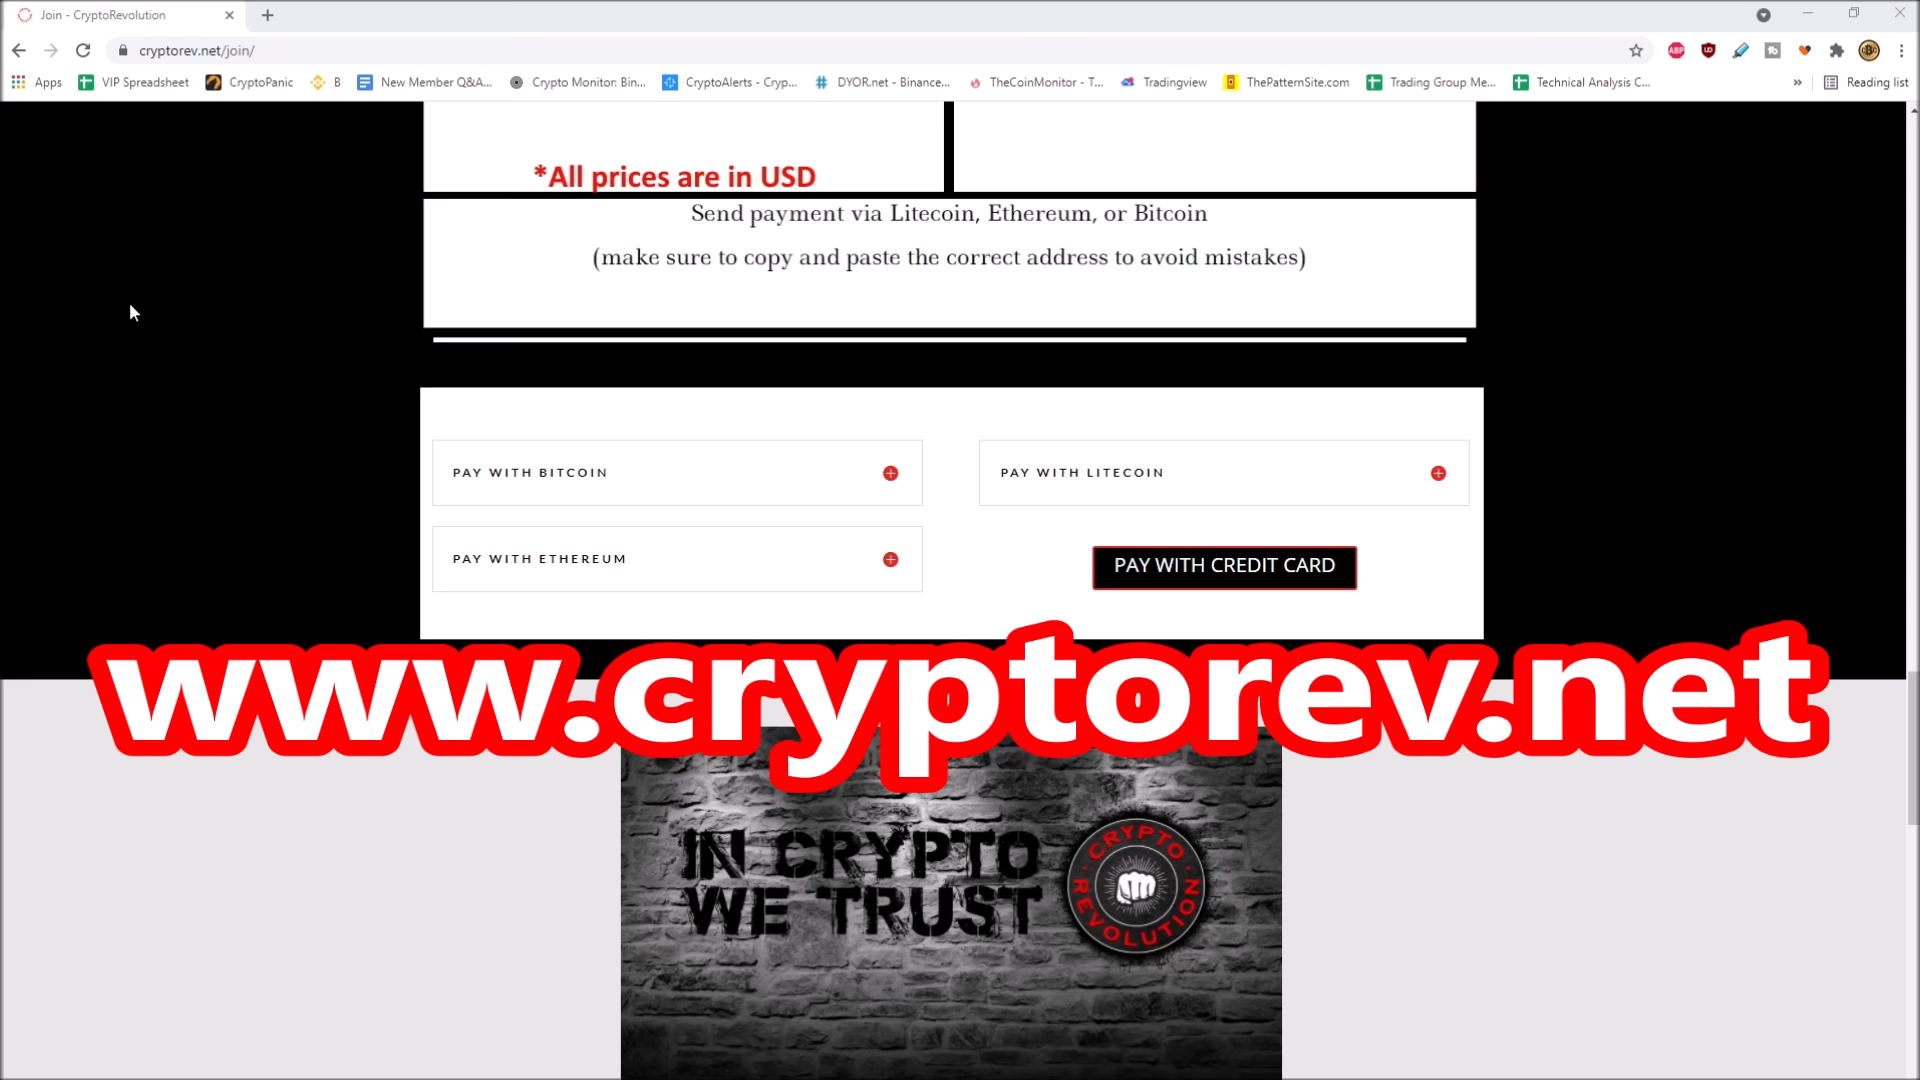 Join - CryptoRevolution
cryptorev.net/join/
ABP
Apps
VIP Spreadsheet
CryptoPanic
B
New Member Q&A...
Crypto Monitor: Bin...
CryptoAlerts - Cryp...
DYOR.net - Binance...
TheCoinMonitor - T...
Tradingview
ThePatternSite.com
Trading Group Me...
Technical Analysis C...
»
Reading list
*All prices are in USD
Send payment via Litecoin, Ethereum, or Bitcoin
(make sure to copy and paste the correct address to avoid mistakes)
PAY WITH BITCOIN
PAY WITH LITECOIN
PAY WITH ETHEREUM
PAY WITH CREDIT CARD
www.cryptorev.net
IN CRYPTO
WE TRUST
CRYPTO
REVOLUTION